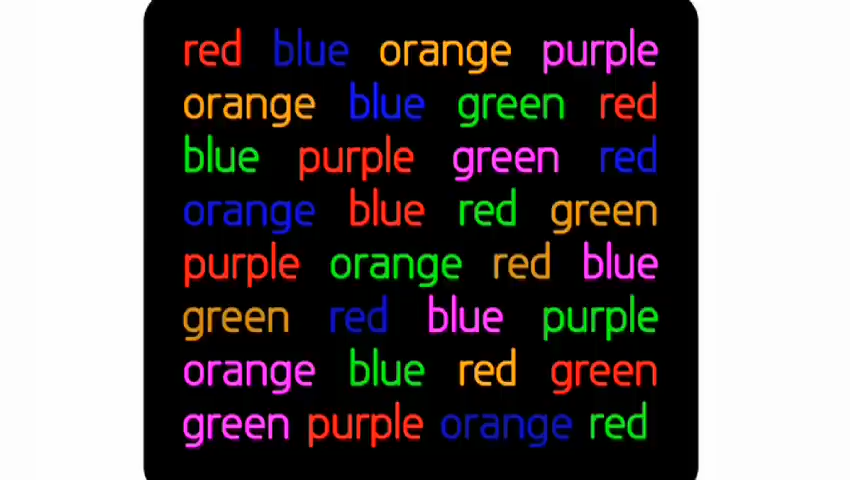 red blue orange purple
orange blue green red
blue purple green red
orange blue red green
purple orange red blue
green red blue purple
orange blue red green
green purple orange red